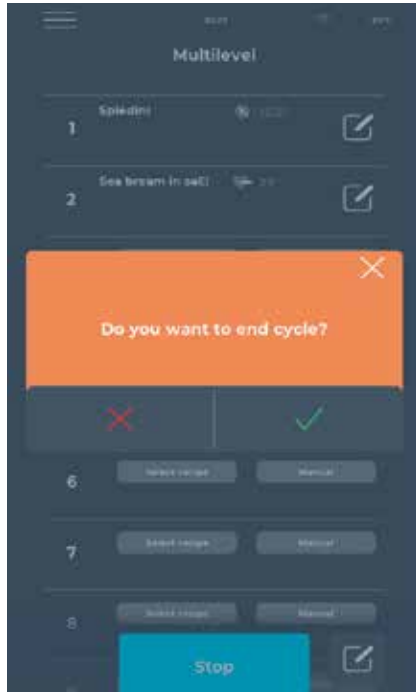 Multilevel
1 Spiedini
2 Sea bream in salt
Do you want to end cycle?
6 Select recipe Manual
7 Select recipe Manual
8 Select recipe Manual
Stop